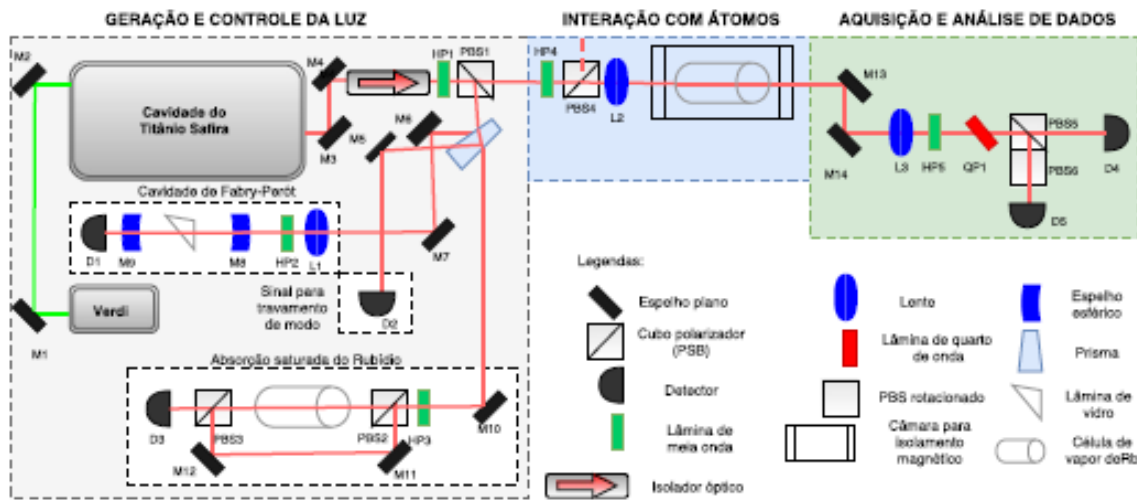 GERAÇÃO E CONTROLE DA LUZ
INTERAÇÃO COM ÁTOMOS
AQUISIÇÃO E ANÁLISE DE DADOS
M2
M4
HP1
PBS1
HP4
M13
Cavidade do
Titânio Safira
M5
M6
M3
PBS4
L2
PBS5
PBS6
D4
M14
L3
HP5
QP1
D5
Cavidade de Fabry-Perót
D1
M9
M8
HP2
L1
M7
Verdi
Sinal para
travamento
de modo
D2
M1
Absorção saturada do Rubídio
D3
PBS3
PBS2
HP3
M10
M12
M11
Legendas:
Espelho plano
Lente
Espelho
esférico
Cubo polarizador
(PSB)
Lâmina de quarto
de onda
Prisma
Detector
PBS rotacionado
Lâmina de
vidro
Lâmina de
meia onda
Câmara para
isolamento
magnético
Célula de
vapor deRb
Isolador óptico